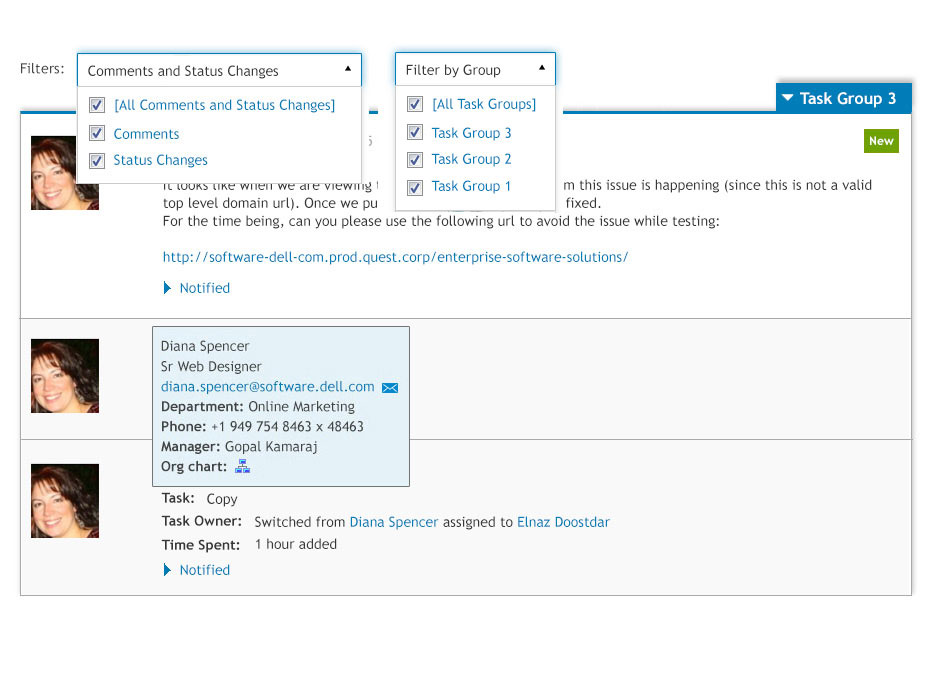 Filters:
Comments and Status Changes
[All Comments and Status Changes]
Comments
Status Changes
Filter by Group
[All Task Groups]
Task Group 3
Task Group 2
Task Group 1
Task Group 3
New
It looks like when we are viewing m this issue is happening (since this is not a valid
top level domain url). Once we pu fixed.
For the time being, can you please use the following url to avoid the issue while testing:
http://software-dell-com.prod.quest.corp/enterprise-software-solutions/
Notified
Diana Spencer
Sr Web Designer
diana.spencer@software.dell.com
Department: Online Marketing
Phone: +1 949 754 8463 x 48463
Manager: Gopal Kamaraj
Org chart:
Task: Copy
Task Owner: Switched from Diana Spencer assigned to Elnaz Doostdar
Time Spent: 1 hour added
Notified